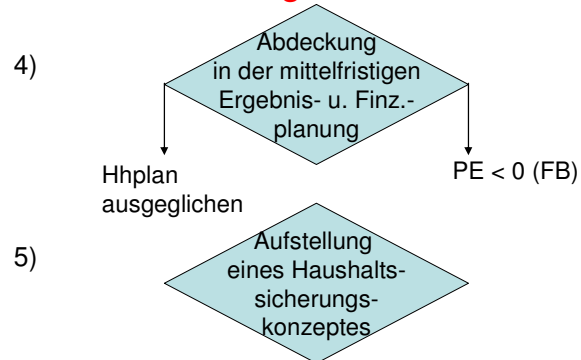 4)
Abdeckung
in der mittelfristigen
Ergebnis- u. Finz.-
planung
Hhplan
ausgeglichen
PE < 0 (FB)
5)
Aufstellung
eines Haushalts-
sicherungs-
konzeptes